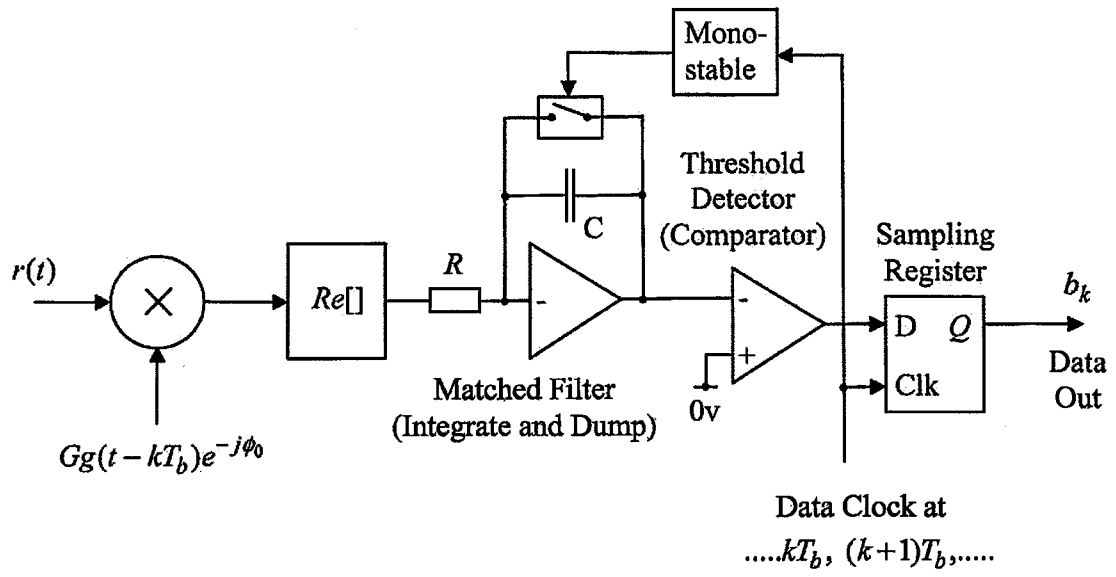 Mono-
stable
Threshold
Detector
(Comparator)
C
Sampling
Register
r(t)
×
Re[]
R
-
-
+
0v
D Q
Clk
b_k
Data
Out
Matched Filter
(Integrate and Dump)
Gg(t − kT_b)e^{−jϕ_0}
Data Clock at
.....kT_b, (k+1)T_b,.....